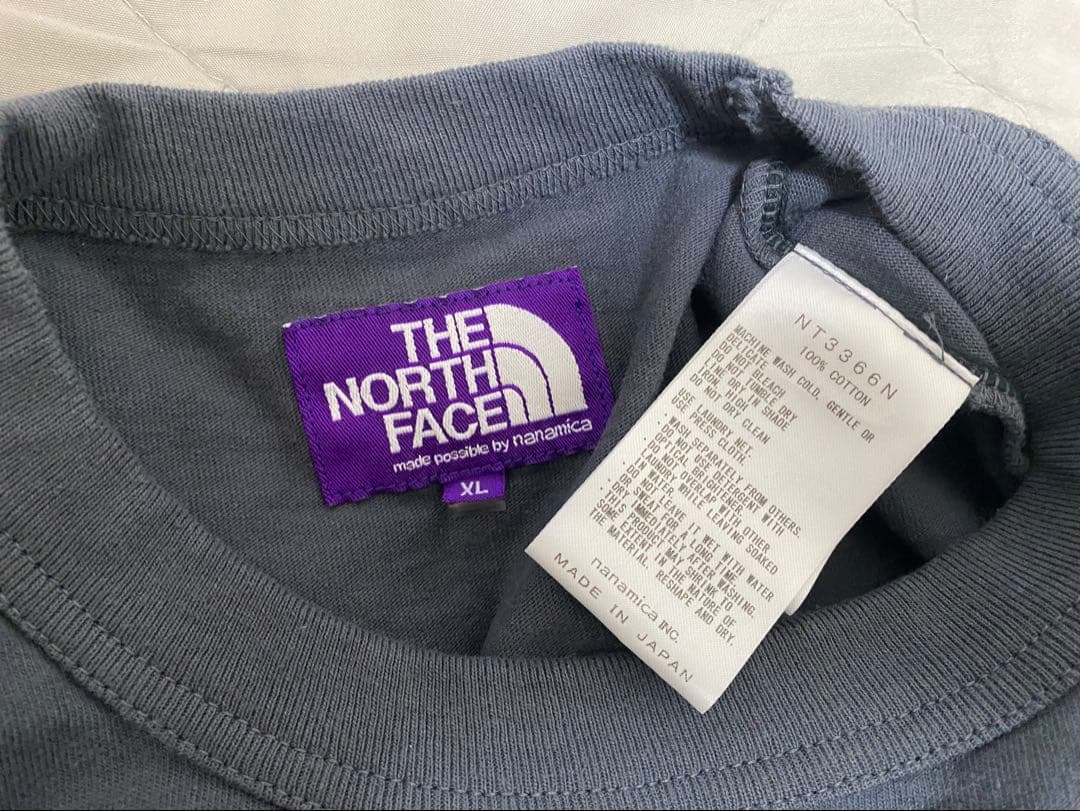 THE
NORTH
FACE
made possible by nanamica
XL
NT3366N
100% COTTON
MACHINE WASH COLD, GENTLE OR
DELICATE
DO NOT BLEACH
DO NOT TUMBLE DRY
LINE DRY IN SHADE
IRON, HIGH
DO NOT DRY CLEAN
USE LAUNDRY NET.
USE PRESS CLOTH.
・WASH SEPARATELY FROM OTHERS.
・DO NOT USE DETERGENT WITH
OPTICAL BRIGHTENER.
・DO NOT OVERLAP WITH OTHER
LAUNDRY WHILE LEAVING SOAKED
IN WATER.
・DO NOT LEAVE IT WET WITH WATER
OR SWEAT FOR A LONG TIME.
・DRY IMMEDIATELY AFTER WASHING.
・THIS PRODUCT MAY SHRINK TO
SOME EXTENT IN THE NATURE OF
THE MATERIAL. RESHAPE AND DRY.
nanamica INC.
MADE IN JAPAN